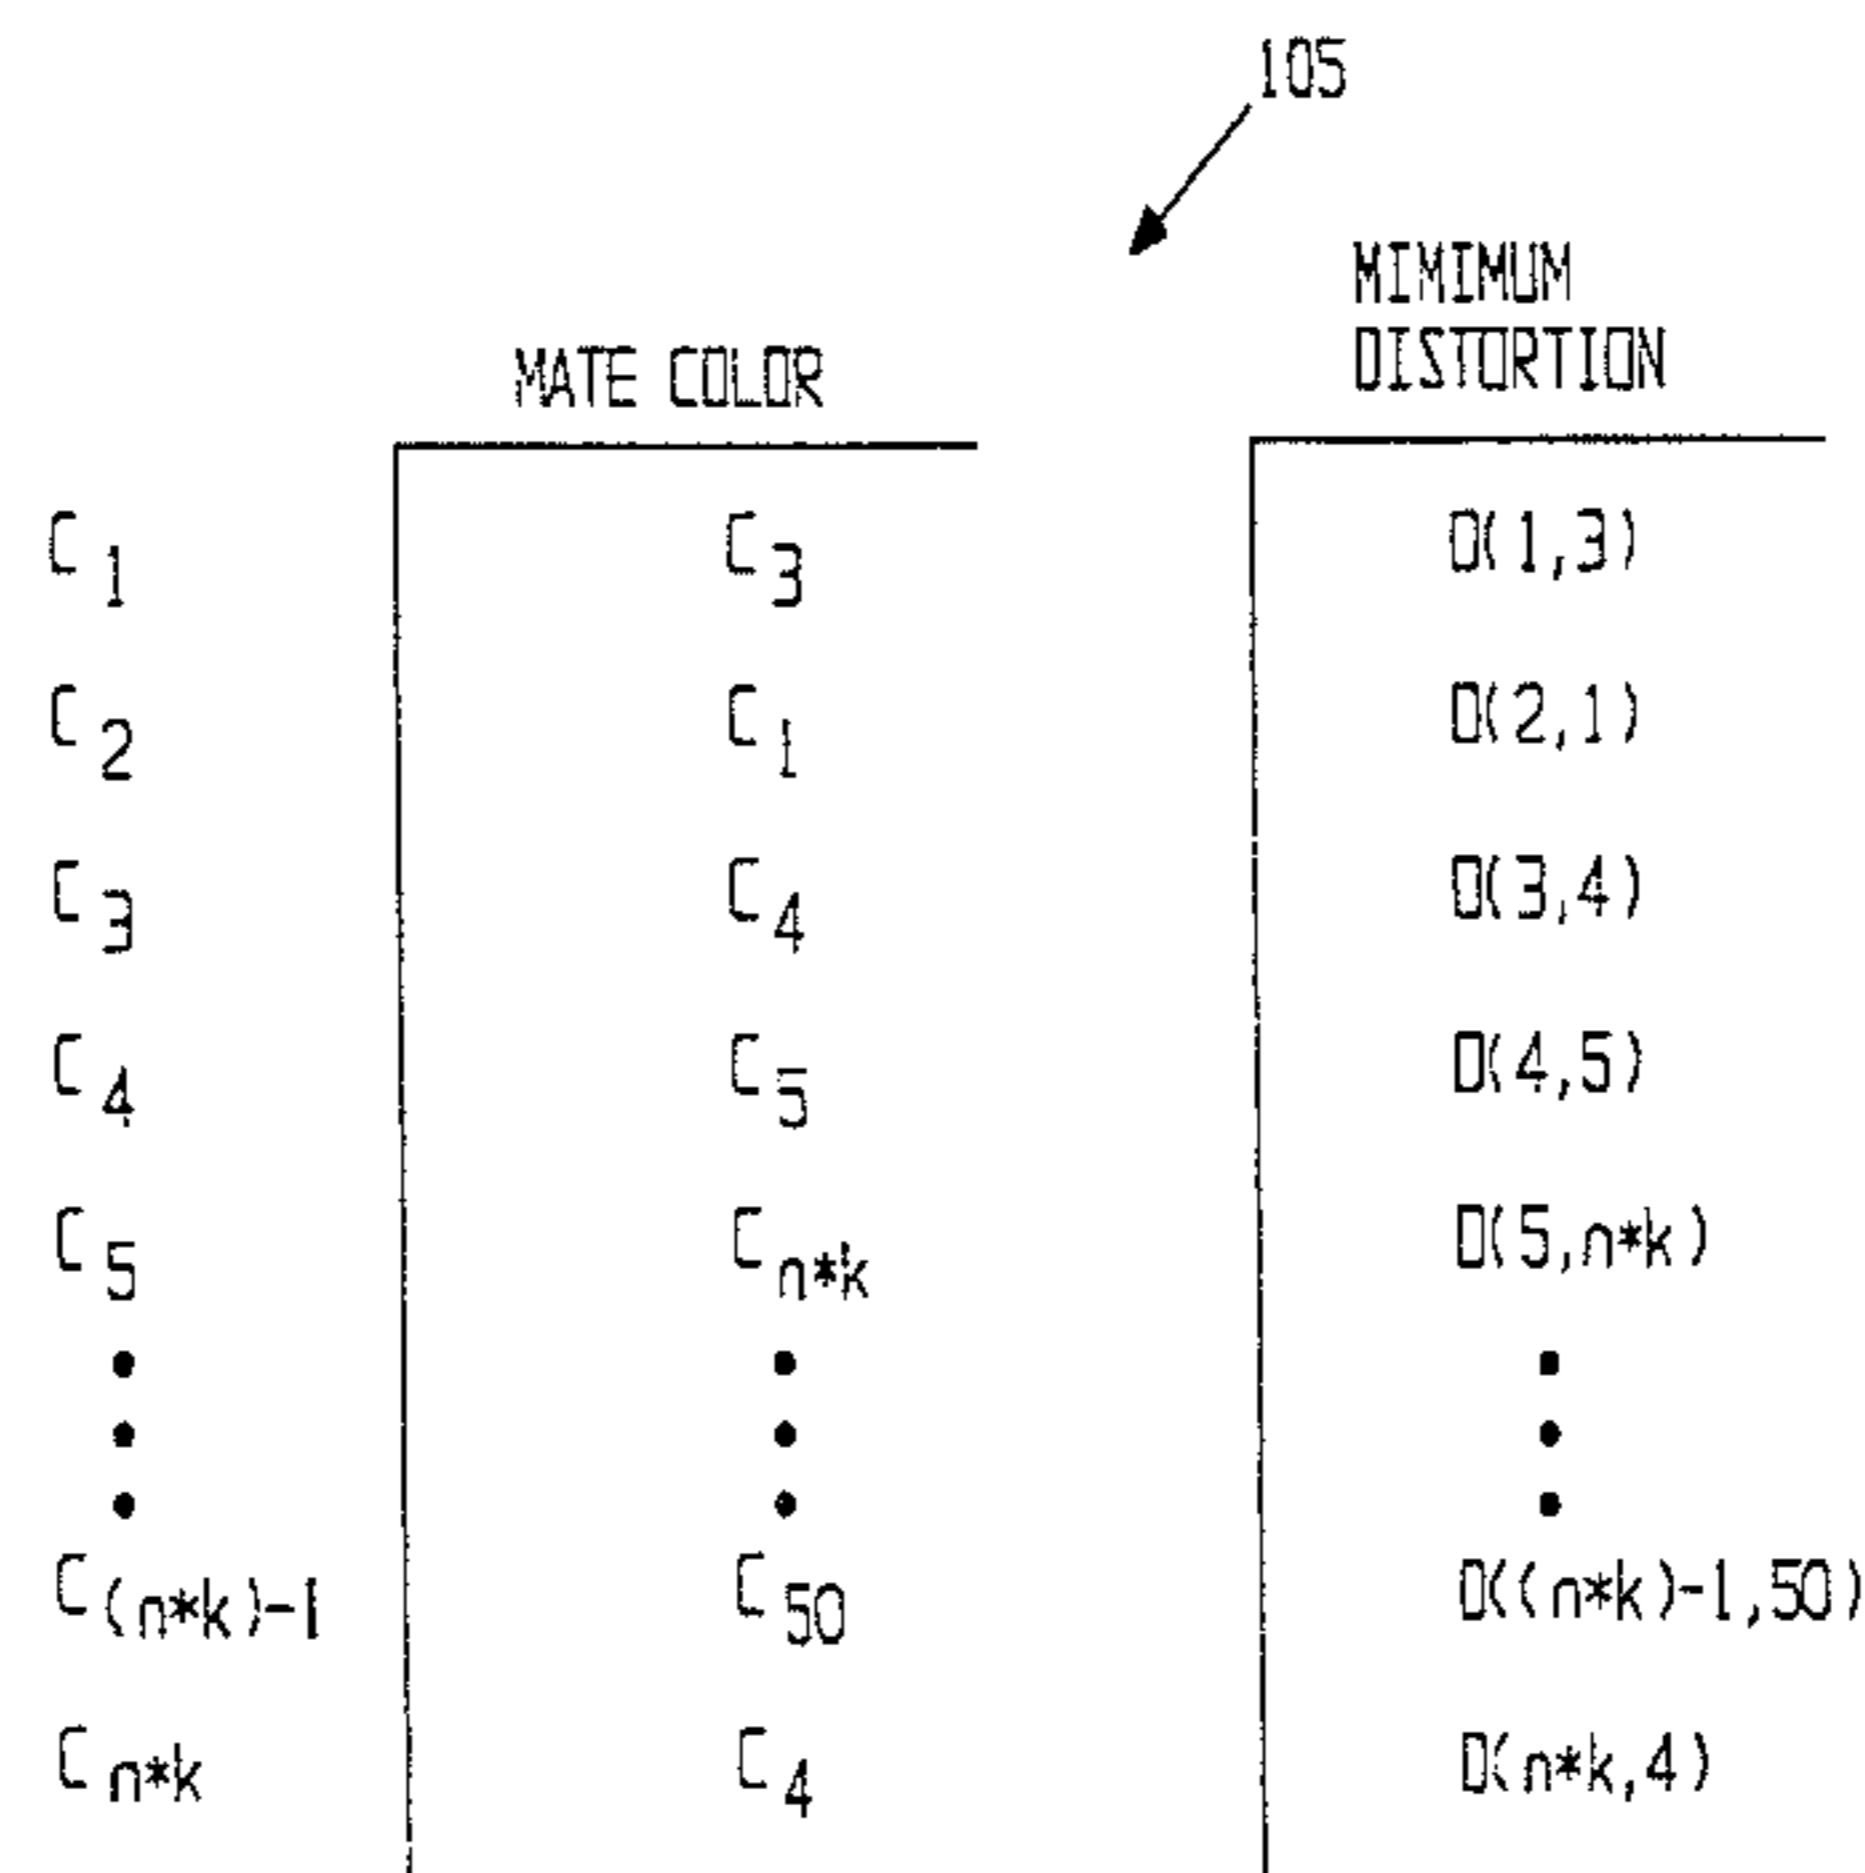 105
MIMIMUM
DISTORTION
MATE COLOR
C1 C3 D(1,3)
C2 C1 D(2,1)
C3 C4 D(3,4)
C4 C5 D(4,5)
C5 Cn*k D(5,n*k)
C(n*k)-1 C50 D((n*k)-1,50)
Cn*k C4 D(n*k,4)